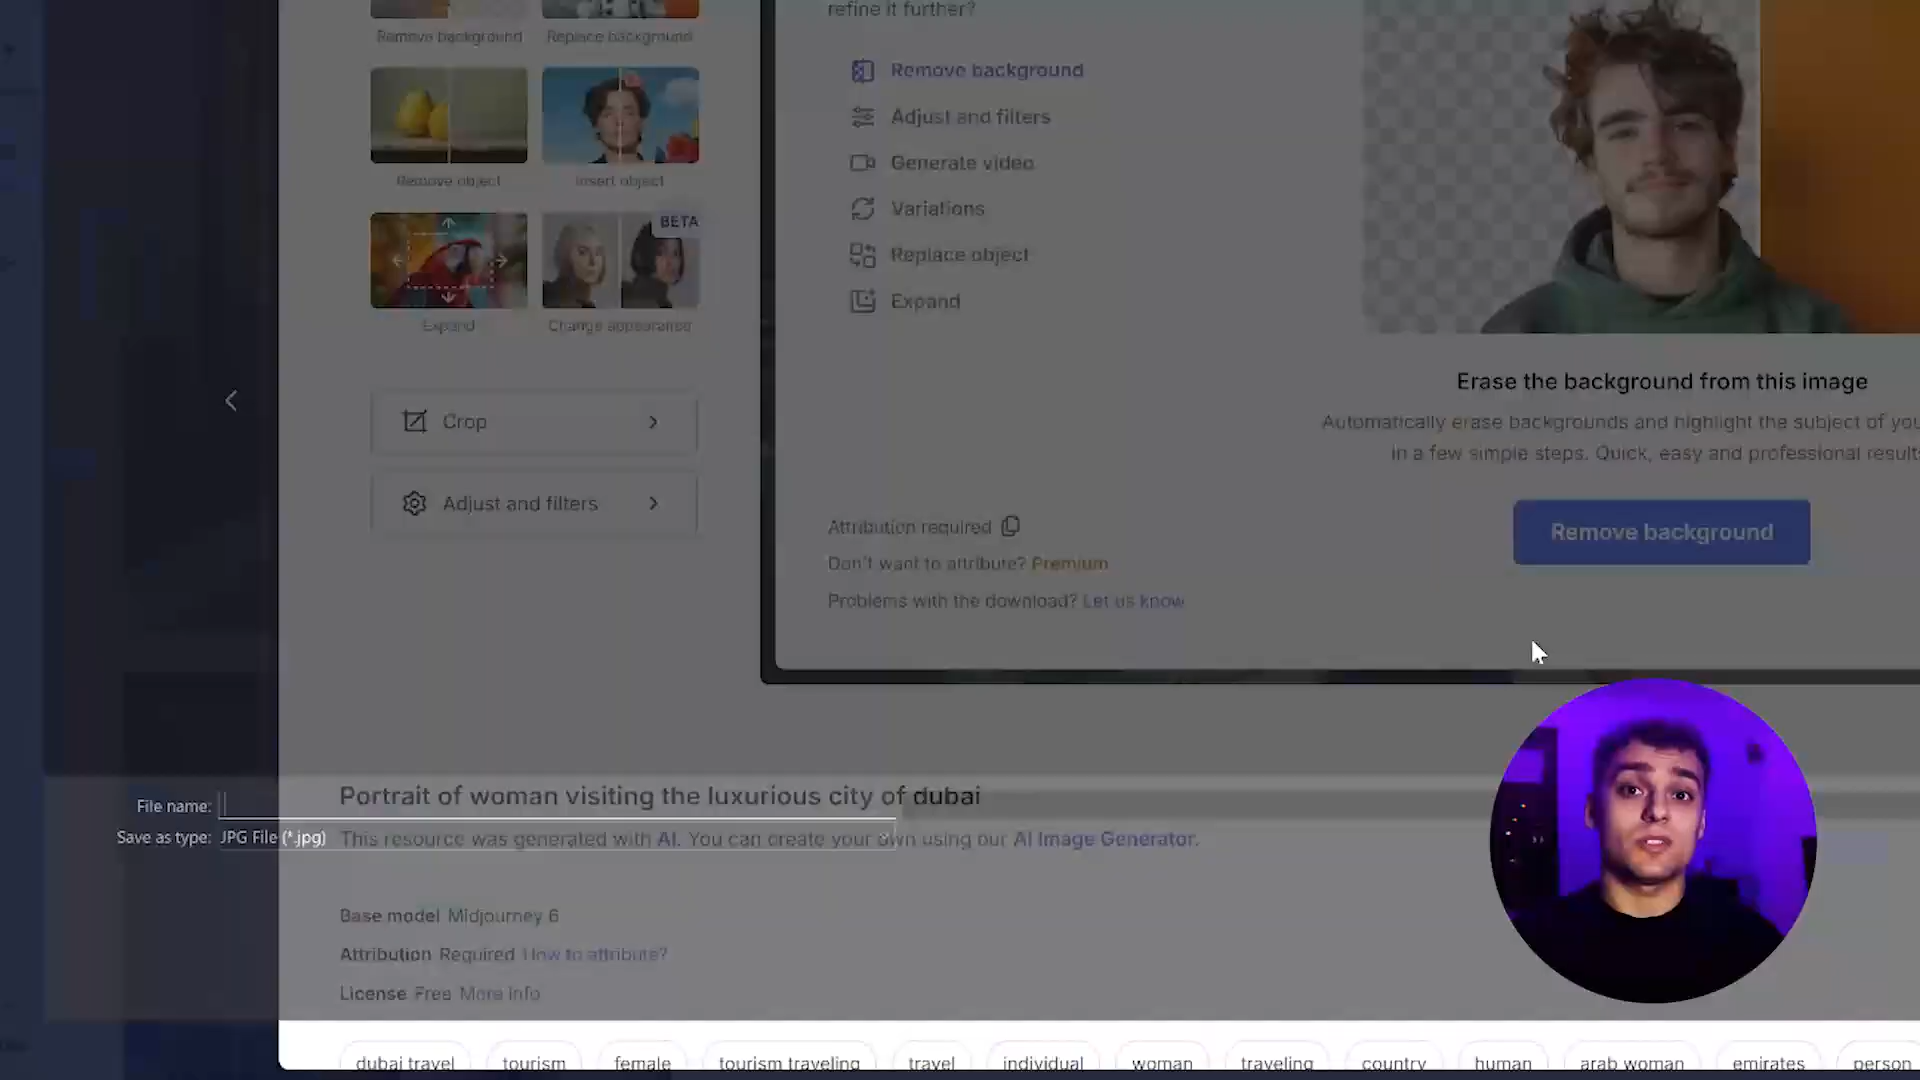 refine it further?
Remove background
Replace background
Remove background
Adjust and filters
Generate video
Remove object
Insert object
Variations
BETA
Replace object
Expand
Expand
Change appearance
Erase the background from this image
Crop
Automatically erase backgrounds and highlight the subject of you
in a few simple steps. Quick, easy and professional results
Adjust and filters
Attribution required
Remove background
Don't want to attribute? Premium
Problems with the download? Let us know
Portrait of woman visiting the luxurious city of dubai
File name:
Save as type: JPG File (*.jpg)
This resource was generated with AI. You can create your own using our AI Image Generator.
Base model Midjourney 6
Attribution Required How to attribute?
License Free More info
dubai travel
tourism
female
tourism traveling
travel
individual
woman
traveling
country
human
arab woman
emirates
person